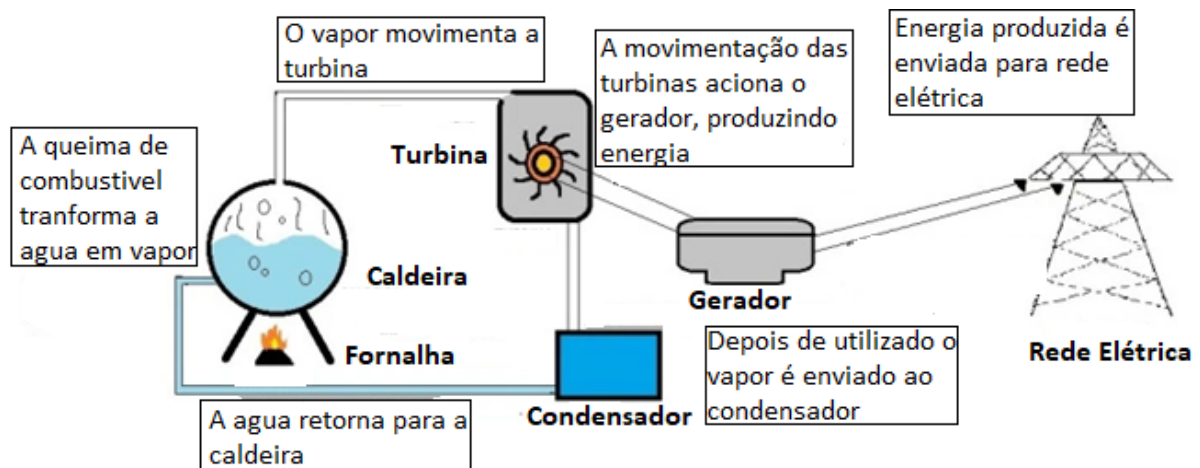 O vapor movimenta a
turbina
A movimentação das
turbinas aciona o
gerador, produzindo
energia
Energia produzida é
enviada para rede
elétrica
A queima de
combustivel
tranforma a
agua em vapor
Turbina
Caldeira
Gerador
Fornalha
Depois de utilizado o
vapor é enviado ao
condensador
Rede Elétrica
Condensador
A agua retorna para a
caldeira